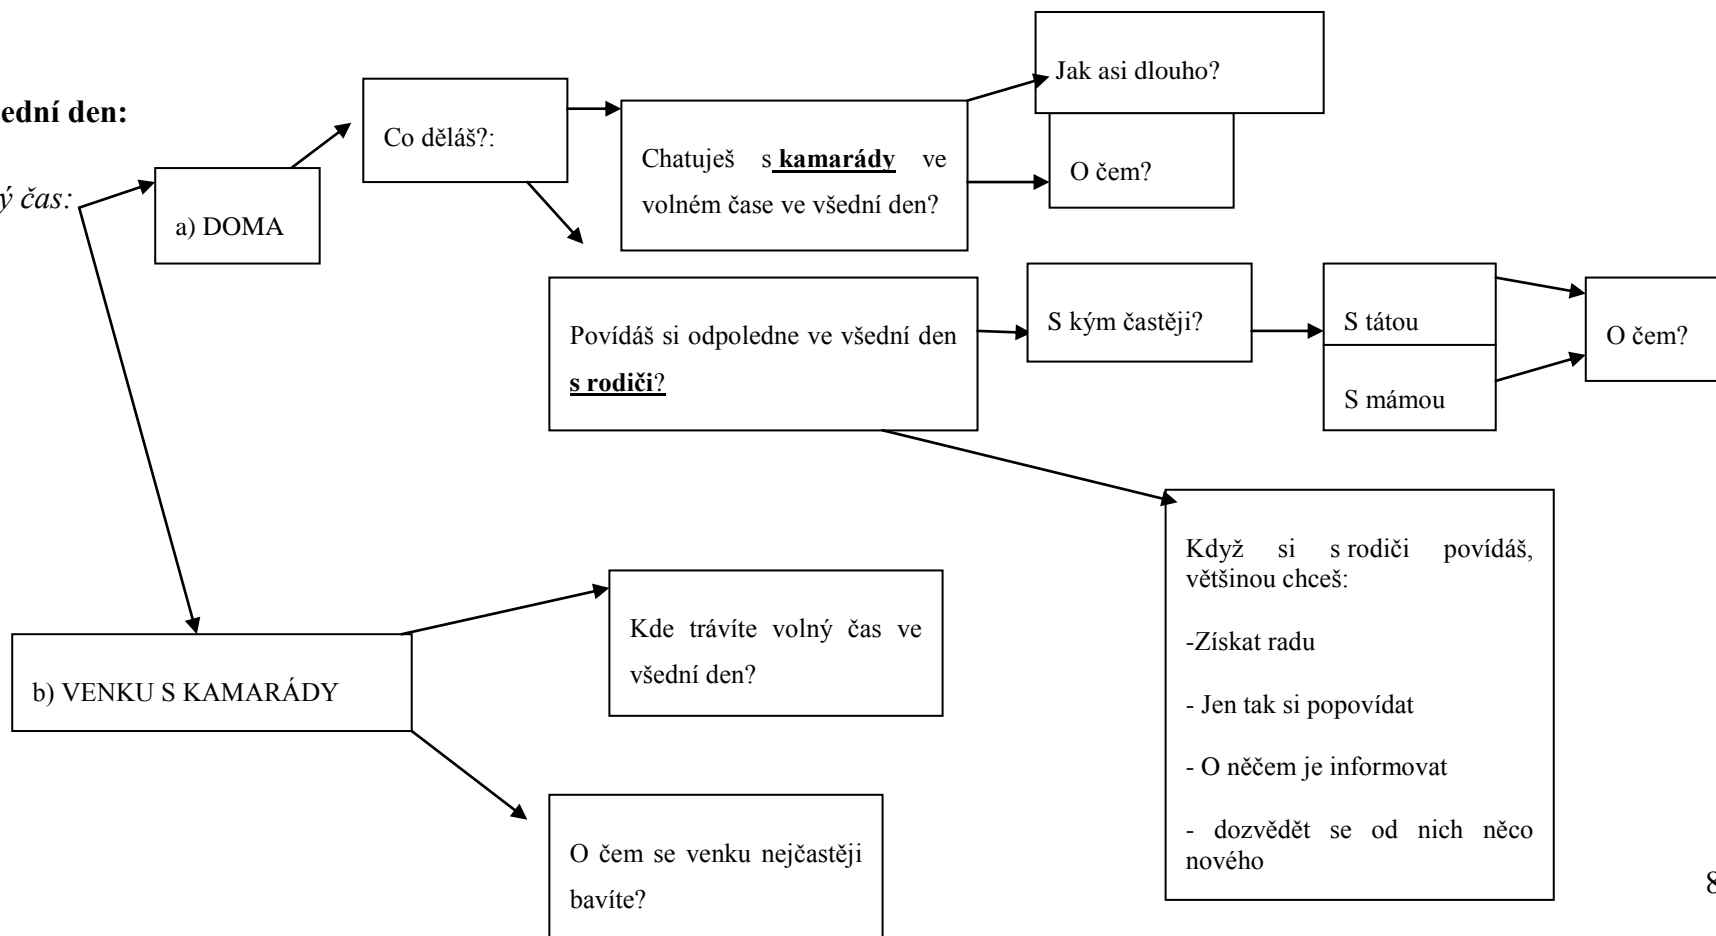 ední den:
ý čas:
a) DOMA
Co děláš?:
Chatuješ s kamarády ve
volném čase ve všední den?
Jak asi dlouho?
O čem?
Povídáš si odpoledne ve všední den
s rodiči?
S kým častěji?
S tátou
S mámou
O čem?
Když si s rodiči povídáš,
většinou chceš:
-Získat radu
- Jen tak si popovídat
- O něčem je informovat
- dozvědět se od nich něco
nového
b) VENKU S KAMARÁDY
Kde trávíte volný čas ve
všední den?
O čem se venku nejčastěji
bavíte?
8